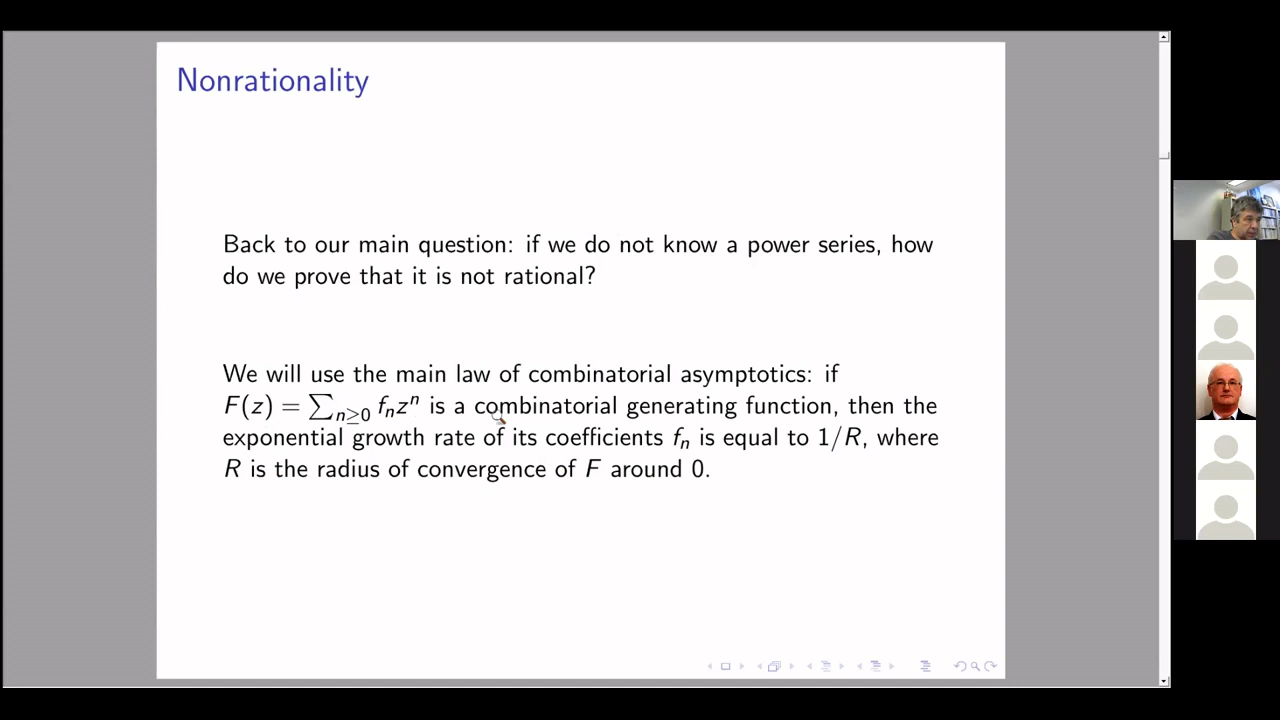 Nonrationality
Back to our main question: if we do not know a power series, how
do we prove that it is not rational?
We will use the main law of combinatorial asymptotics: if
F(z) = ∑_{n≥0} f_n z^n is a combinatorial generating function, then the
exponential growth rate of its coefficients f_n is equal to 1/R, where
R is the radius of convergence of F around 0.